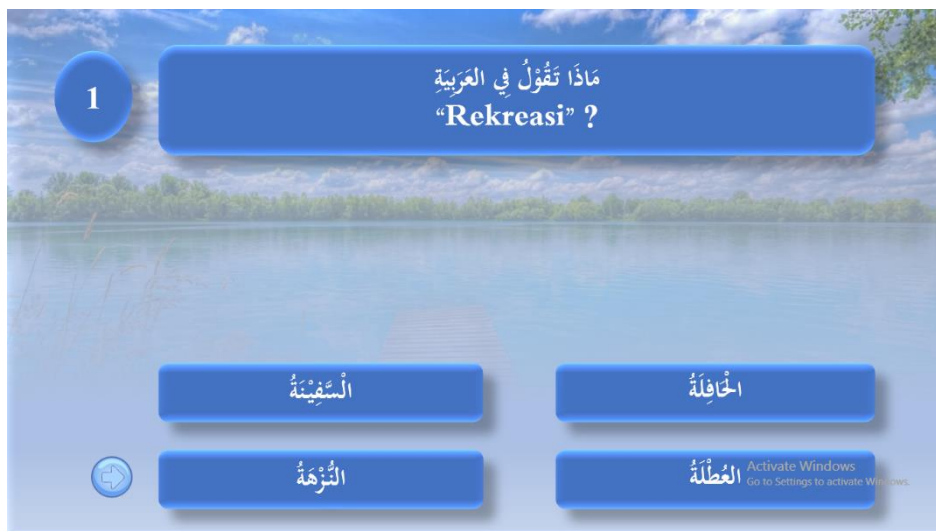 1
مَاذَا تَقُوْلُ فِي العَرَبِيَةِ
“Rekreasi” ?
الْسَّفِيْنَةُ
الْحَافِلَةُ
النُّزْهَةُ
العُطْلَةُ
Activate Windows
Go to Settings to activate Windows.